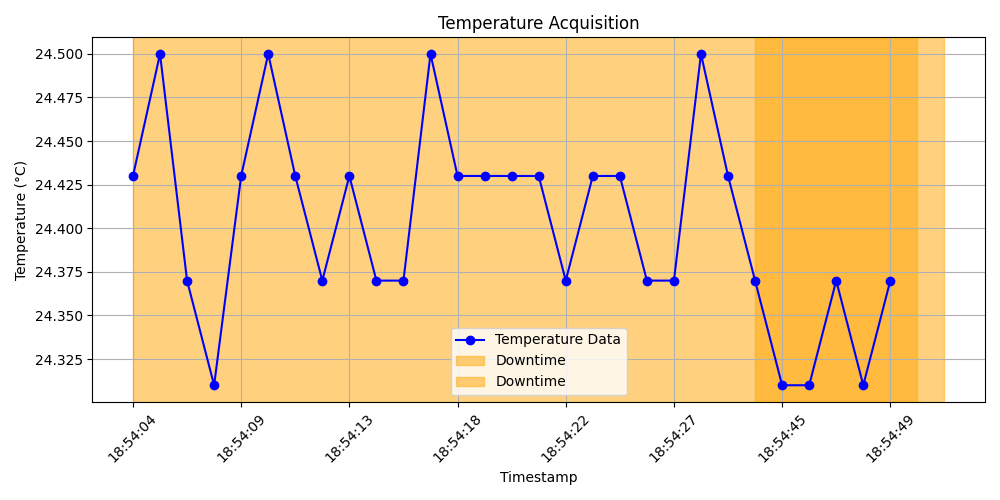 Temperature Acquisition
24.500
24.475
24.450
24.425
24.400
24.375
24.350
24.325
Temperature (°C)
Temperature Data
Downtime
Downtime
18:54:04
18:54:09
18:54:13
18:54:18
18:54:22
18:54:27
18:54:45
18:54:49
Timestamp